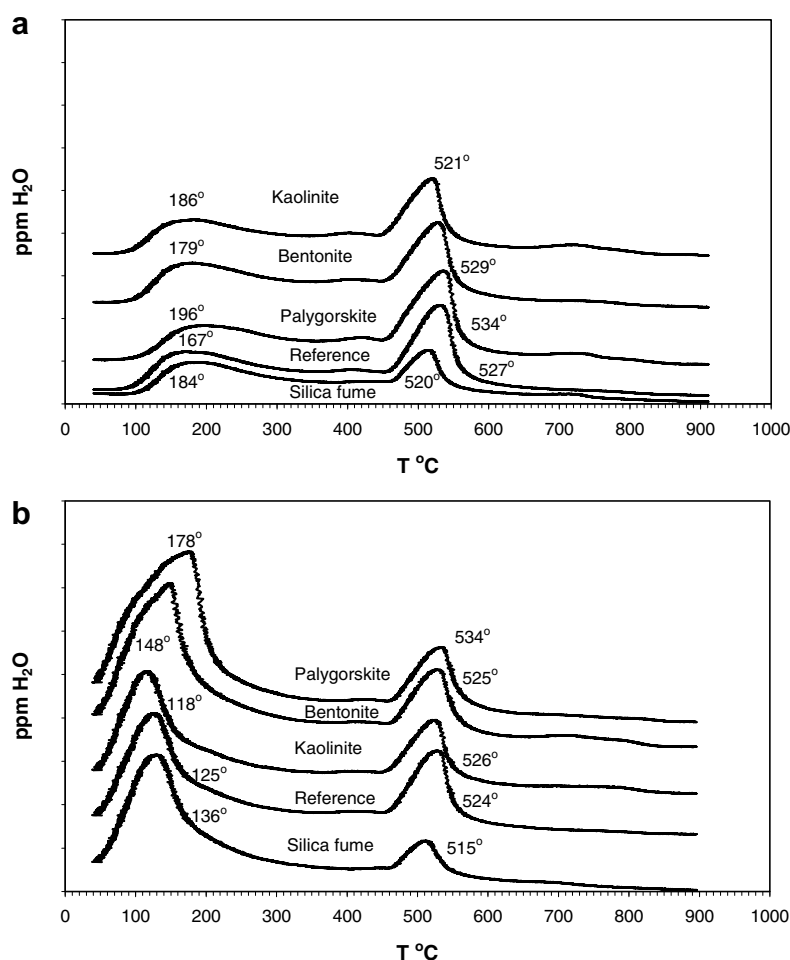 a
ppm H2O
521°
186°
Kaolinite
179°
Bentonite
529°
196°
Palygorskite
534°
167°
Reference
527°
184°
520°
Silica fume
0 100 200 300 400 500 600 700 800 900 1000
T °C
b
ppm H2O
178°
148°
534°
Palygorskite
525°
Bentonite
118°
Kaolinite
526°
125°
Reference
524°
136°
Silica fume
515°
0 100 200 300 400 500 600 700 800 900 1000
T °C